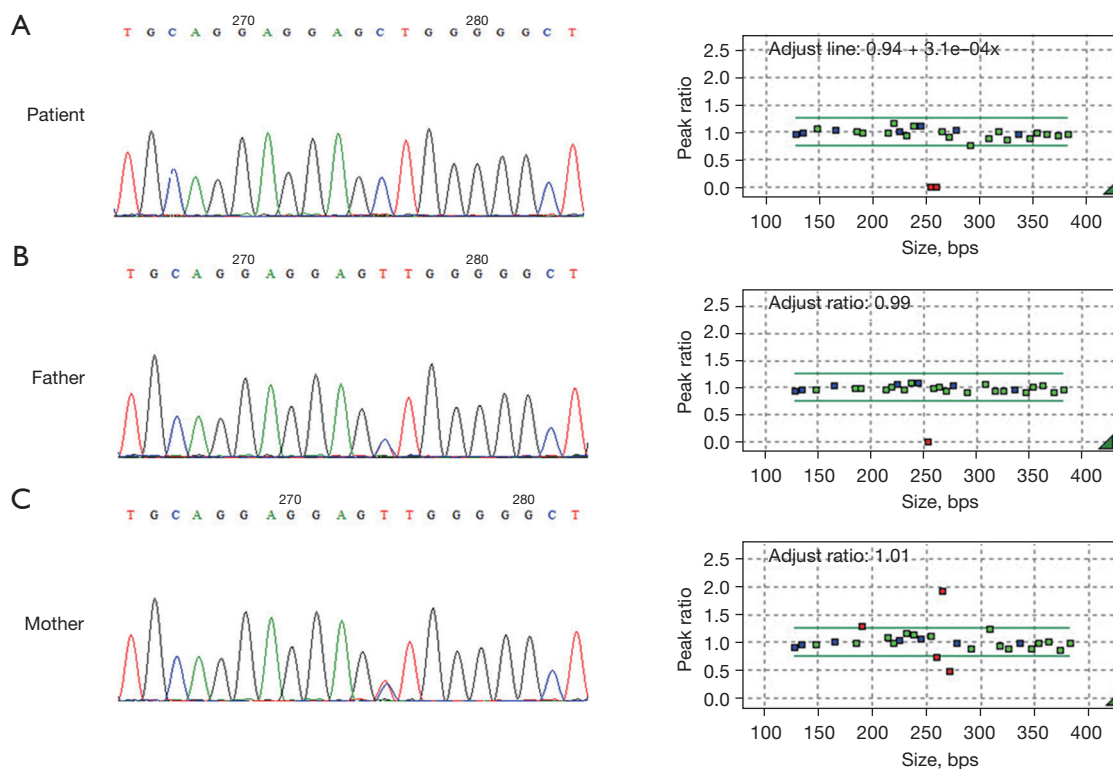 A
270 280
T G C A G G A G G A G C T G G G G G C T
Patient
Adjust line: 0.94 + 3.1e–04x
Peak ratio
2.5
2.0
1.5
1.0
0.5
0.0
100 150 200 250 300 350 400
Size, bps
B
270 280
T G C A G G A G G A G T T G G G G G C T
Father
Adjust ratio: 0.99
Peak ratio
2.5
2.0
1.5
1.0
0.5
0.0
100 150 200 250 300 350 400
Size, bps
C
270 280
T G C A G G A G G A G T T G G G G G C T
Mother
Adjust ratio: 1.01
Peak ratio
2.5
2.0
1.5
1.0
0.5
0.0
100 150 200 250 300 350 400
Size, bps